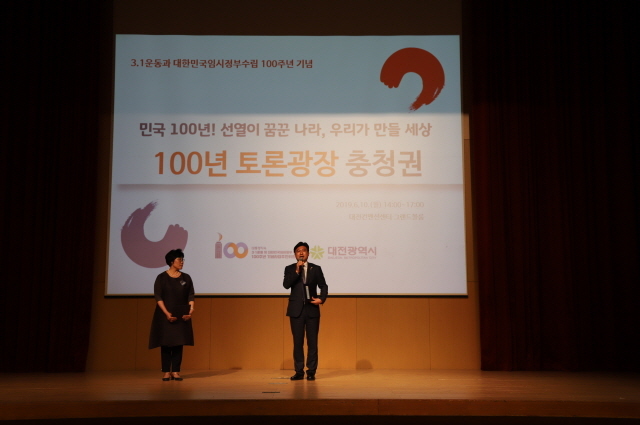 3.1운동과 대한민국임시정부수립 100주년 기념
민국 100년! 선열이 꿈꾼 나라, 우리가 만들 세상
100년 토론광장 충청권
100
대전광역시